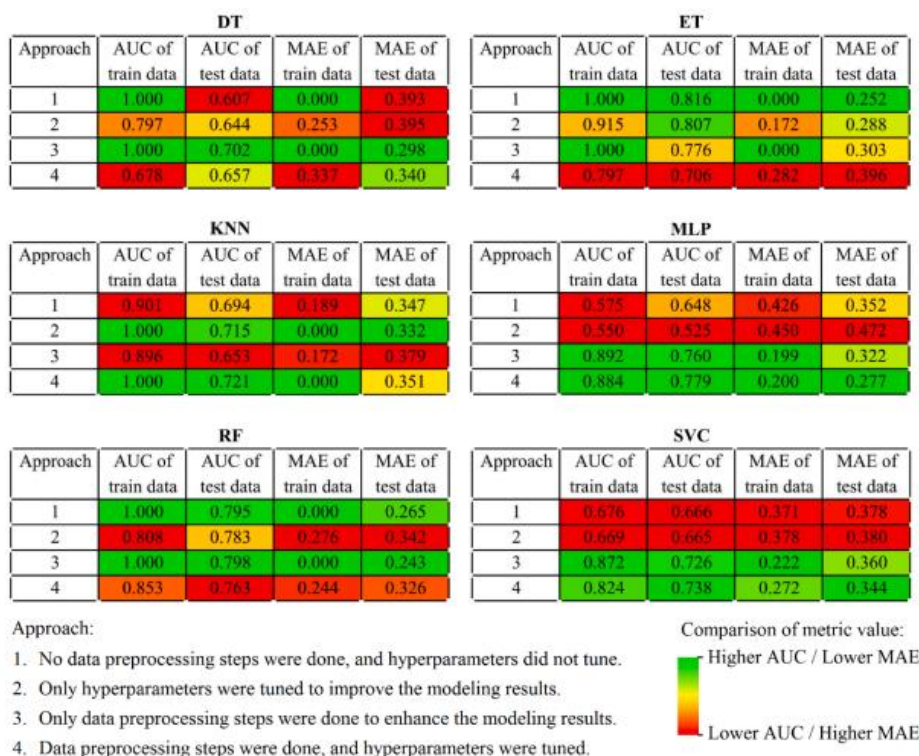 DT
Approach AUC of train data AUC of test data MAE of train data MAE of test data
1 1.000 0.607 0.000 0.393
2 0.797 0.644 0.253 0.395
3 1.000 0.702 0.000 0.298
4 0.678 0.657 0.337 0.340
ET
Approach AUC of train data AUC of test data MAE of train data MAE of test data
1 1.000 0.816 0.000 0.252
2 0.915 0.807 0.172 0.288
3 1.000 0.776 0.000 0.303
4 0.797 0.706 0.282 0.396
KNN
Approach AUC of train data AUC of test data MAE of train data MAE of test data
1 0.901 0.694 0.189 0.347
2 1.000 0.715 0.000 0.332
3 0.896 0.653 0.172 0.379
4 1.000 0.721 0.000 0.351
MLP
Approach AUC of train data AUC of test data MAE of train data MAE of test data
1 0.575 0.648 0.426 0.352
2 0.550 0.525 0.450 0.472
3 0.892 0.760 0.199 0.322
4 0.884 0.779 0.200 0.277
RF
Approach AUC of train data AUC of test data MAE of train data MAE of test data
1 1.000 0.795 0.000 0.265
2 0.808 0.783 0.276 0.342
3 1.000 0.798 0.000 0.243
4 0.853 0.763 0.244 0.326
SVC
Approach AUC of train data AUC of test data MAE of train data MAE of test data
1 0.676 0.666 0.371 0.378
2 0.669 0.665 0.378 0.380
3 0.872 0.726 0.222 0.360
4 0.824 0.738 0.272 0.344
Approach:
1. No data preprocessing steps were done, and hyperparameters did not tune.
2. Only hyperparameters were tuned to improve the modeling results.
3. Only data preprocessing steps were done to enhance the modeling results.
4. Data preprocessing steps were done, and hyperparameters were tuned.
Comparison of metric value:
Higher AUC / Lower MAE
Lower AUC / Higher MAE